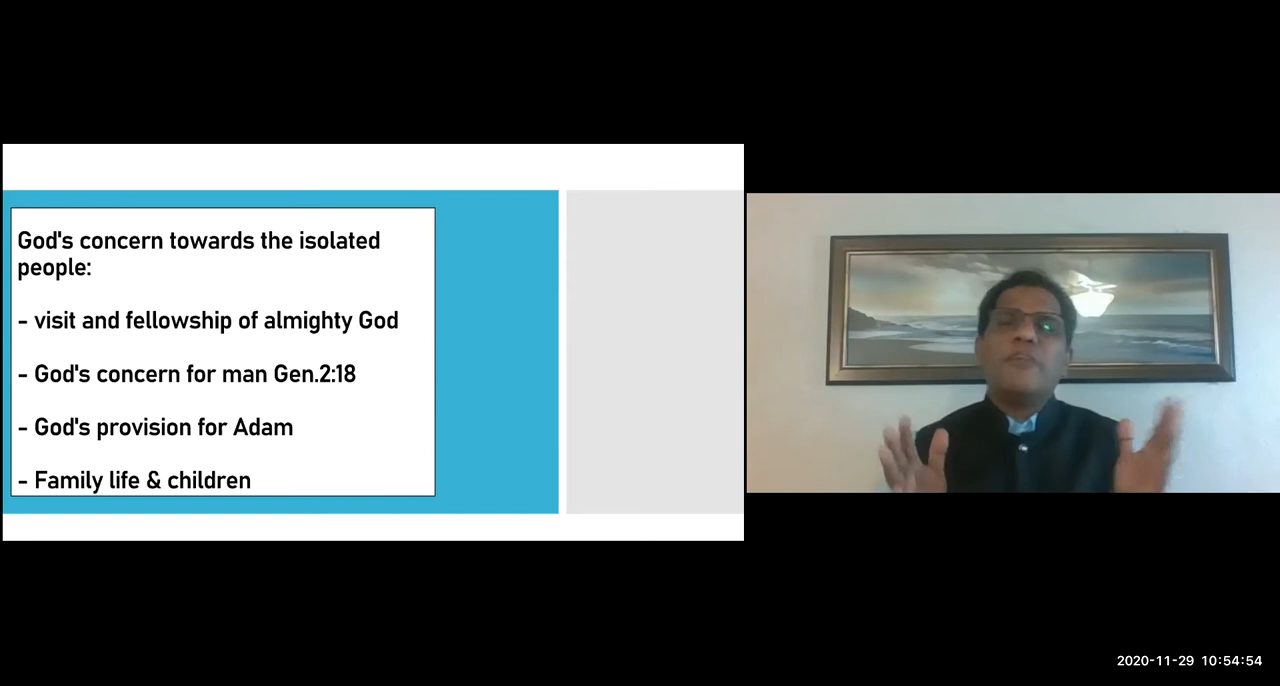 God's concern towards the isolated
people:
- visit and fellowship of almighty God
- God's concern for man Gen.2:18
- God's provision for Adam
- Family life & children
2020-11-29 10:54:54